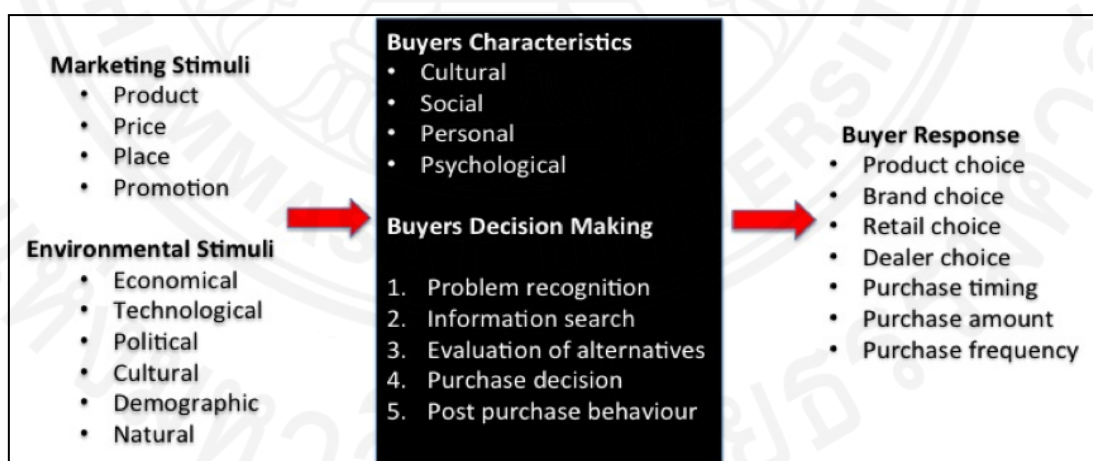 Marketing Stimuli
• Product
• Price
• Place
• Promotion
Environmental Stimuli
• Economical
• Technological
• Political
• Cultural
• Demographic
• Natural
Buyers Characteristics
• Cultural
• Social
• Personal
• Psychological
Buyers Decision Making
1. Problem recognition
2. Information search
3. Evaluation of alternatives
4. Purchase decision
5. Post purchase behaviour
Buyer Response
• Product choice
• Brand choice
• Retail choice
• Dealer choice
• Purchase timing
• Purchase amount
• Purchase frequency